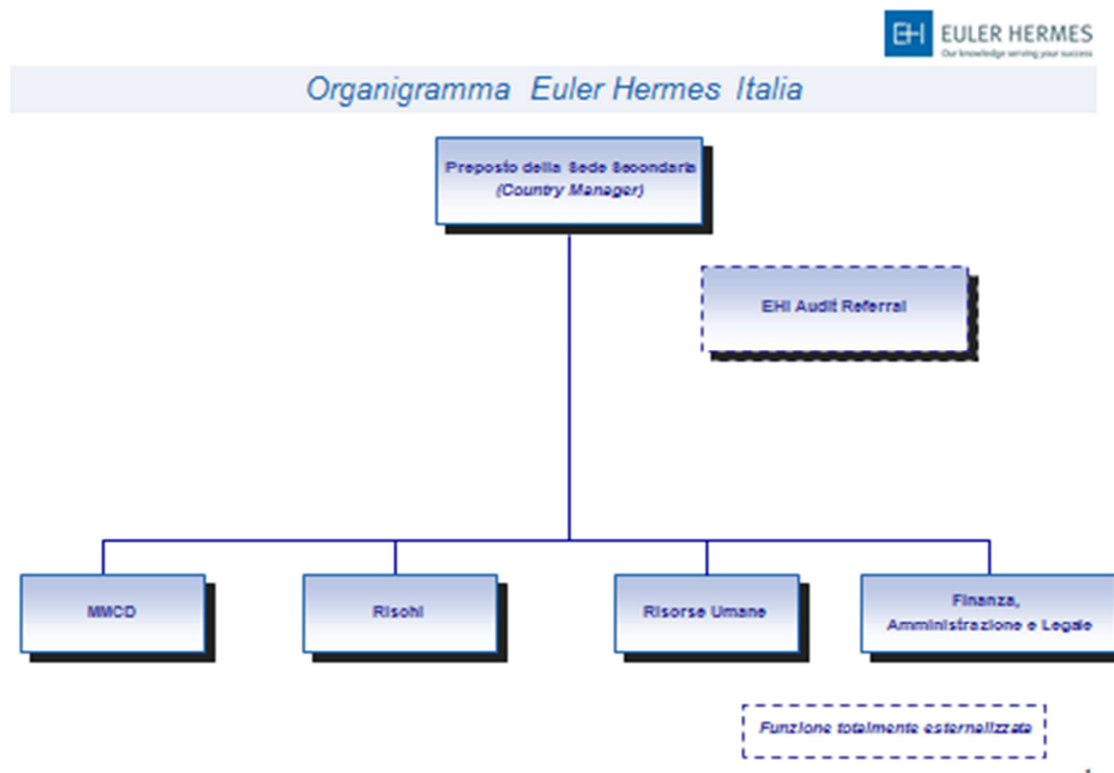 EHI EULER HERMES
Our knowledge serving your success
Organigramma Euler Hermes Italia
Preposto della Sede Secondaria
(Country Manager)
EHI Audit Referral
MMCD
Rischi
Risorse Umane
Finanza,
Amministrazione e Legale
Funzione totalmente esternalizzata